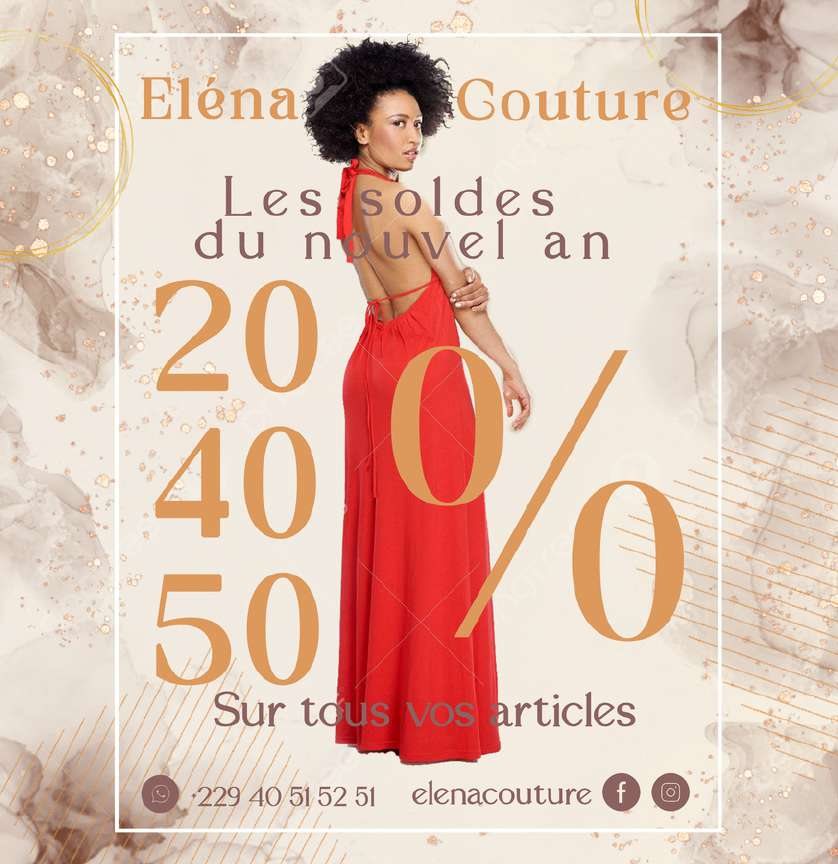 Eléna Couture
Les soldes
du nouvel an
20
40
50
%
Sur tous vos articles
+229 40 51 52 51 elenacouture